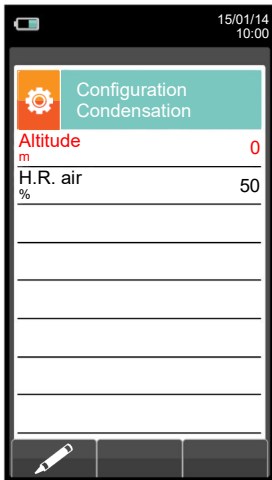 15/01/14
10:00
Configuration
Condensation
Altitude
m
0
H.R. air
%
50